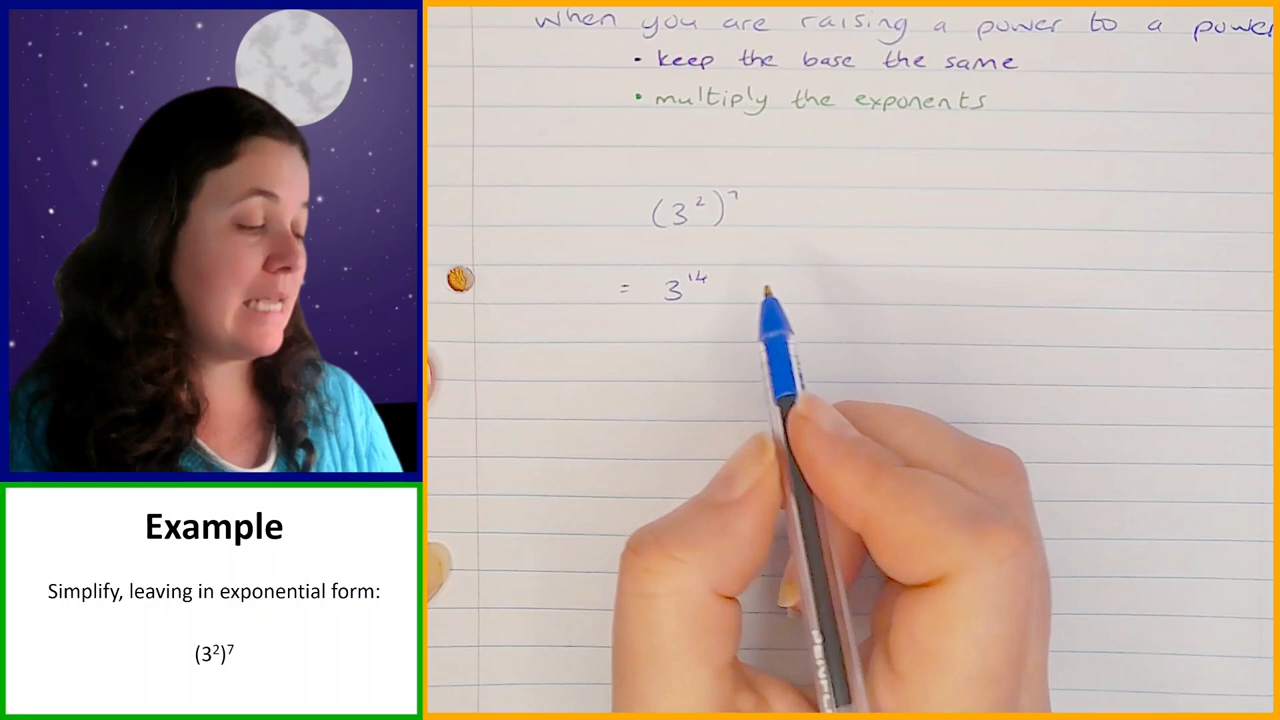 when you are raising a power to a power
• keep the base the same
• multiply the exponents
(3²)⁷
= 3¹⁴
Example
Simplify, leaving in exponential form:
(3²)⁷